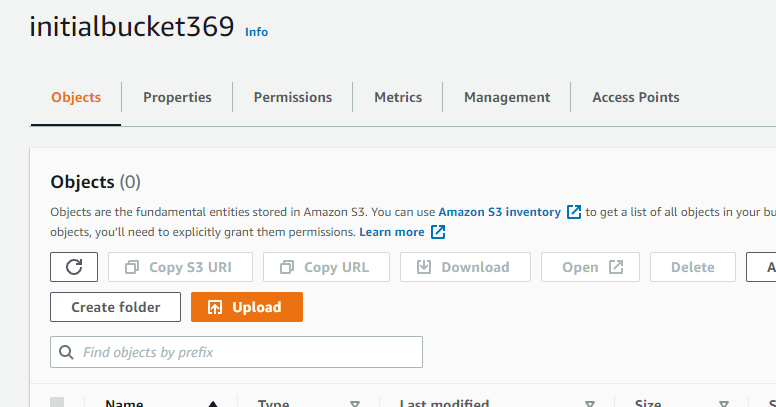 initialbucket369 Info
Objects Properties Permissions Metrics Management Access Points
Objects (0)
Objects are the fundamental entities stored in Amazon S3. You can use Amazon S3 inventory to get a list of all objects in your
objects, you'll need to explicitly grant them permissions. Learn more
Copy S3 URI Copy URL Download Open Delete
Create folder Upload
Find objects by prefix
Name Type Last modified Size